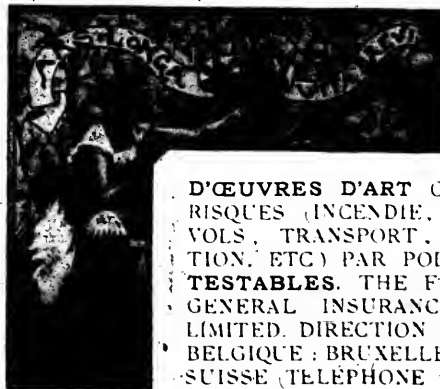 D'ŒUVRES D'ART C
RISQUES (INCENDIE,
VOLS, TRANSPORT,
TION, ETC) PAR POL
TESTABLES. THE F
GENERAL INSURANC
LIMITED. DIRECTION
BELGIQUE : BRUXELLE
SUISSE (TÉLÉPHONE